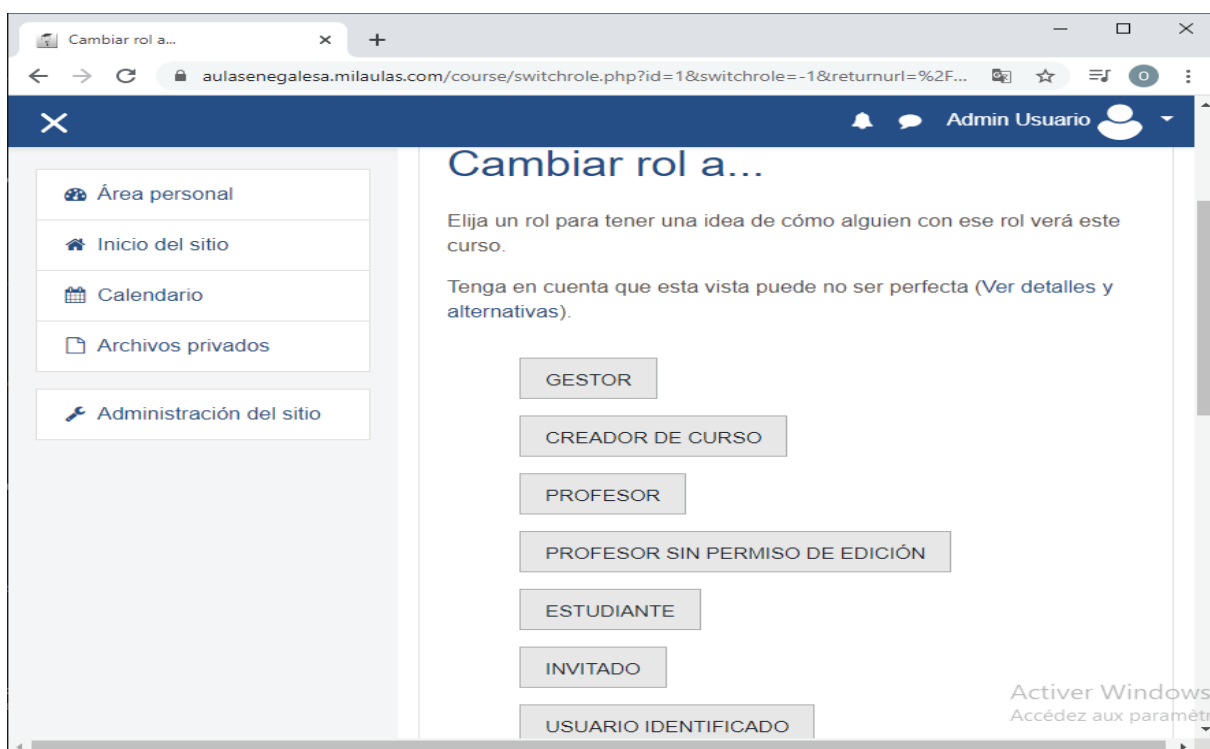 Cambiar rol a...
aulasenegalesa.milaulas.com/course/switchrole.php?id=1&switchrole=-1&returnurl=%2F...
O
Admin Usuario
Área personal
Inicio del sitio
Calendario
Archivos privados
Administración del sitio
Cambiar rol a...
Elija un rol para tener una idea de cómo alguien con ese rol verá este
curso.
Tenga en cuenta que esta vista puede no ser perfecta (Ver detalles y
alternativas).
GESTOR
CREADOR DE CURSO
PROFESOR
PROFESOR SIN PERMISO DE EDICIÓN
ESTUDIANTE
INVITADO
USUARIO IDENTIFICADO
Activer Windows
Accédez aux paramètr